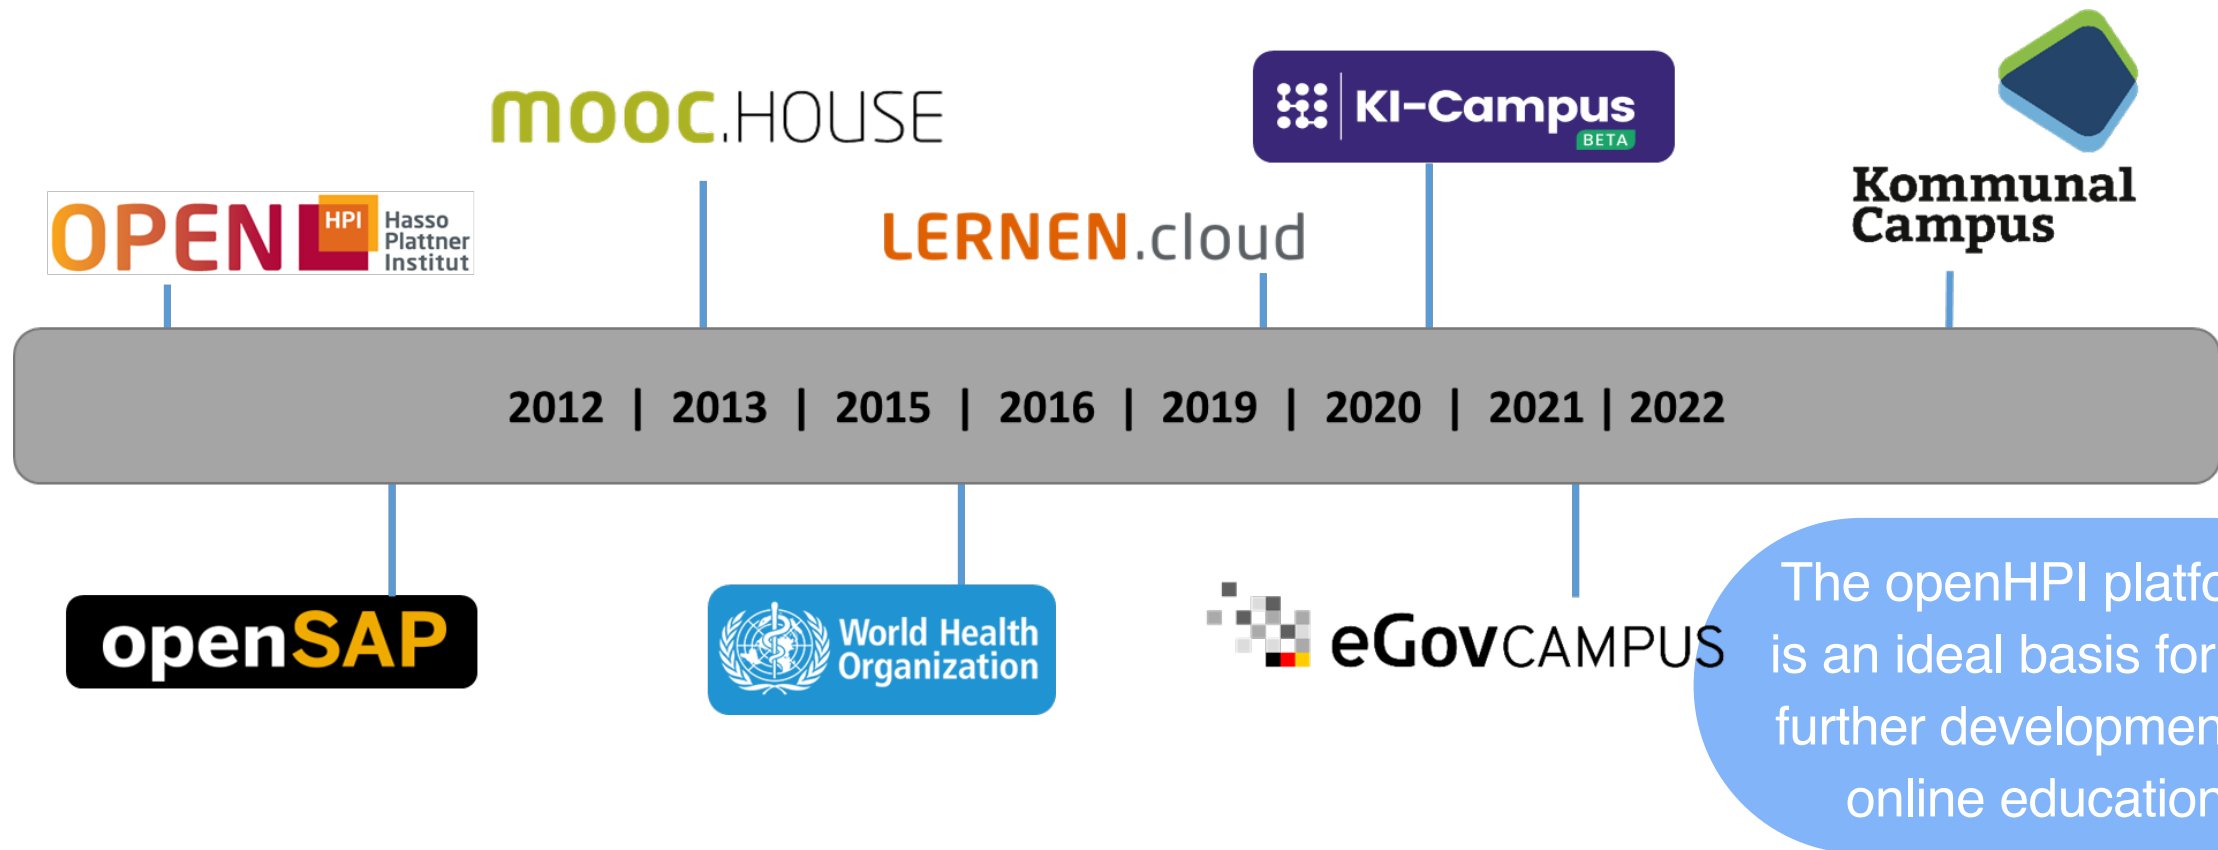 mooc.HOUSE
KI-Campus
BETA
OPEN HPI Hasso
Plattner
Institut
LERNEN.cloud
Kommunal
Campus
2012 | 2013 | 2015 | 2016 | 2019 | 2020 | 2021 | 2022
openSAP
World Health
Organization
eGovCAMPUS
The openHPI
is an ideal basis for
further
online education